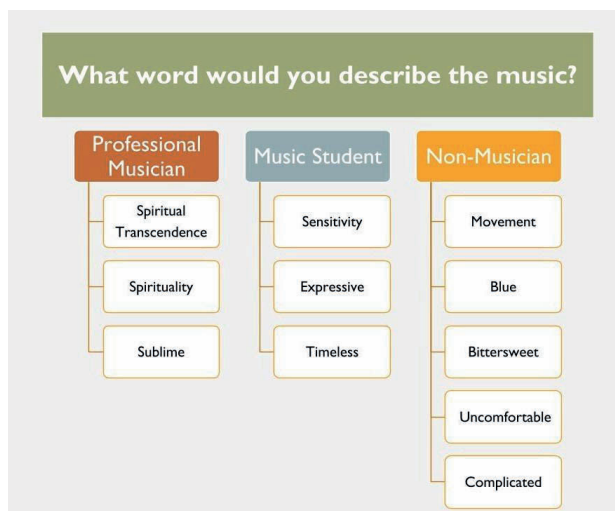 What word would you describe the music?
Professional
Musician
Spiritual
Transcendence
Spirituality
Sublime
Music Student
Sensitivity
Expressive
Timeless
Non-Musician
Movement
Blue
Bittersweet
Uncomfortable
Complicated